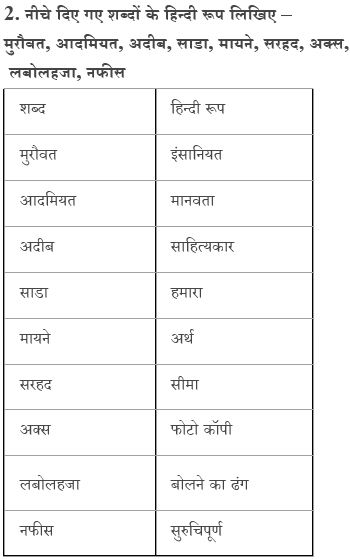 2. नीचे दिए गए शब्दों के हिन्दी रूप लिखिए –
मुरौवत, आदमियत, अदीब, साडा, मायने, सरहद, अक्स,
लबोलहजा, नफीस
शब्द हिन्दी रूप
मुरौवत इंसानियत
आदमियत मानवता
अदीब साहित्यकार
साडा हमारा
मायने अर्थ
सरहद सीमा
अक्स फोटो कॉपी
लबोलहजा बोलने का ढंग
नफीस सुरुचिपूर्ण